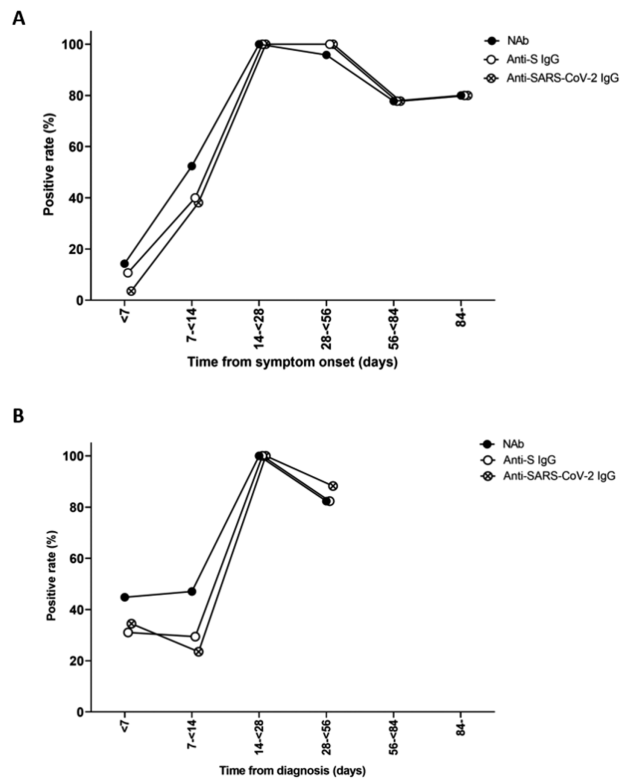 A
NAb
Anti-S IgG
Anti-SARS-CoV-2 IgG
Positive rate (%)
100
80
60
40
20
0
<7
7-<14
14-<28
28-<56
56-<84
84-
Time from symptom onset (days)
B
NAb
Anti-S IgG
Anti-SARS-CoV-2 IgG
Positive rate (%)
100
80
60
40
20
0
<7
7-<14
14-<28
28-<56
56-<84
84-
Time from diagnosis (days)